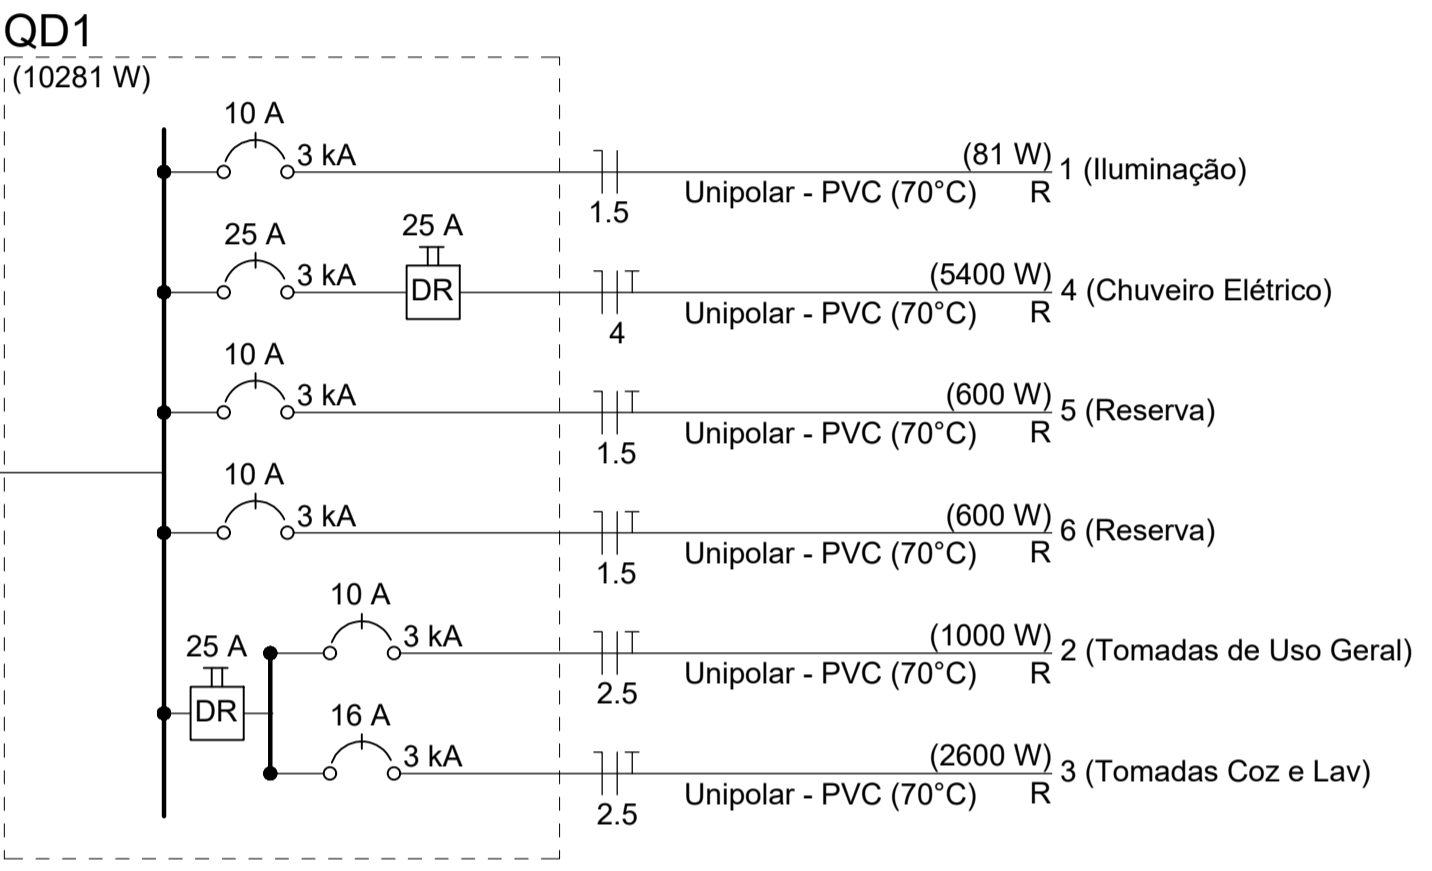 QD1
(10281 W)
10 A
3 kA
1.5
(81 W)
Unipolar - PVC (70°C)
R
1 (Iluminação)
25 A
3 kA
25 A
DR
4
(5400 W)
Unipolar - PVC (70°C)
R
4 (Chuveiro Elétrico)
10 A
3 kA
1.5
(600 W)
Unipolar - PVC (70°C)
R
5 (Reserva)
10 A
3 kA
1.5
(600 W)
Unipolar - PVC (70°C)
R
6 (Reserva)
25 A
DR
10 A
3 kA
2.5
(1000 W)
Unipolar - PVC (70°C)
R
2 (Tomadas de Uso Geral)
16 A
3 kA
2.5
(2600 W)
Unipolar - PVC (70°C)
R
3 (Tomadas Coz e Lav)